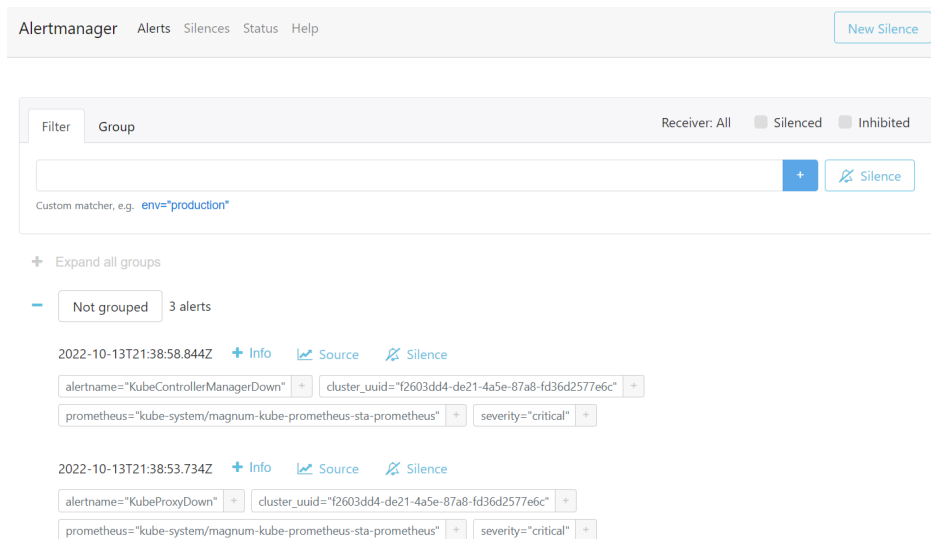 Alertmanager Alerts Silences Status Help New Silence
Filter Group Receiver: All Silenced Inhibited
+ Silence
Custom matcher, e.g. env="production"
+ Expand all groups
− Not grouped 3 alerts
2022-10-13T21:38:58.844Z + Info Source Silence
alertname="KubeControllerManagerDown" + cluster_uuid="f2603dd4-de21-4a5e-87a8-fd36d2577e6c" +
prometheus="kube-system/magnum-kube-prometheus-sta-prometheus" + severity="critical" +
2022-10-13T21:38:53.734Z + Info Source Silence
alertname="KubeProxyDown" + cluster_uuid="f2603dd4-de21-4a5e-87a8-fd36d2577e6c" +
prometheus="kube-system/magnum-kube-prometheus-sta-prometheus" + severity="critical" +